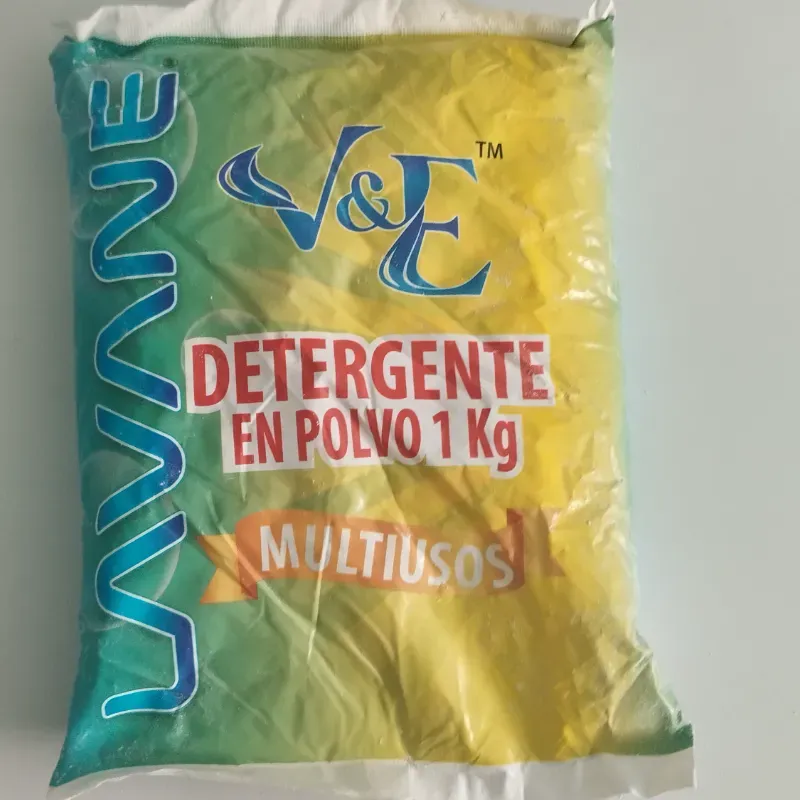 LAVANE
V&E™
DETERGENTE
EN POLVO 1 Kg
MULTIUSOS